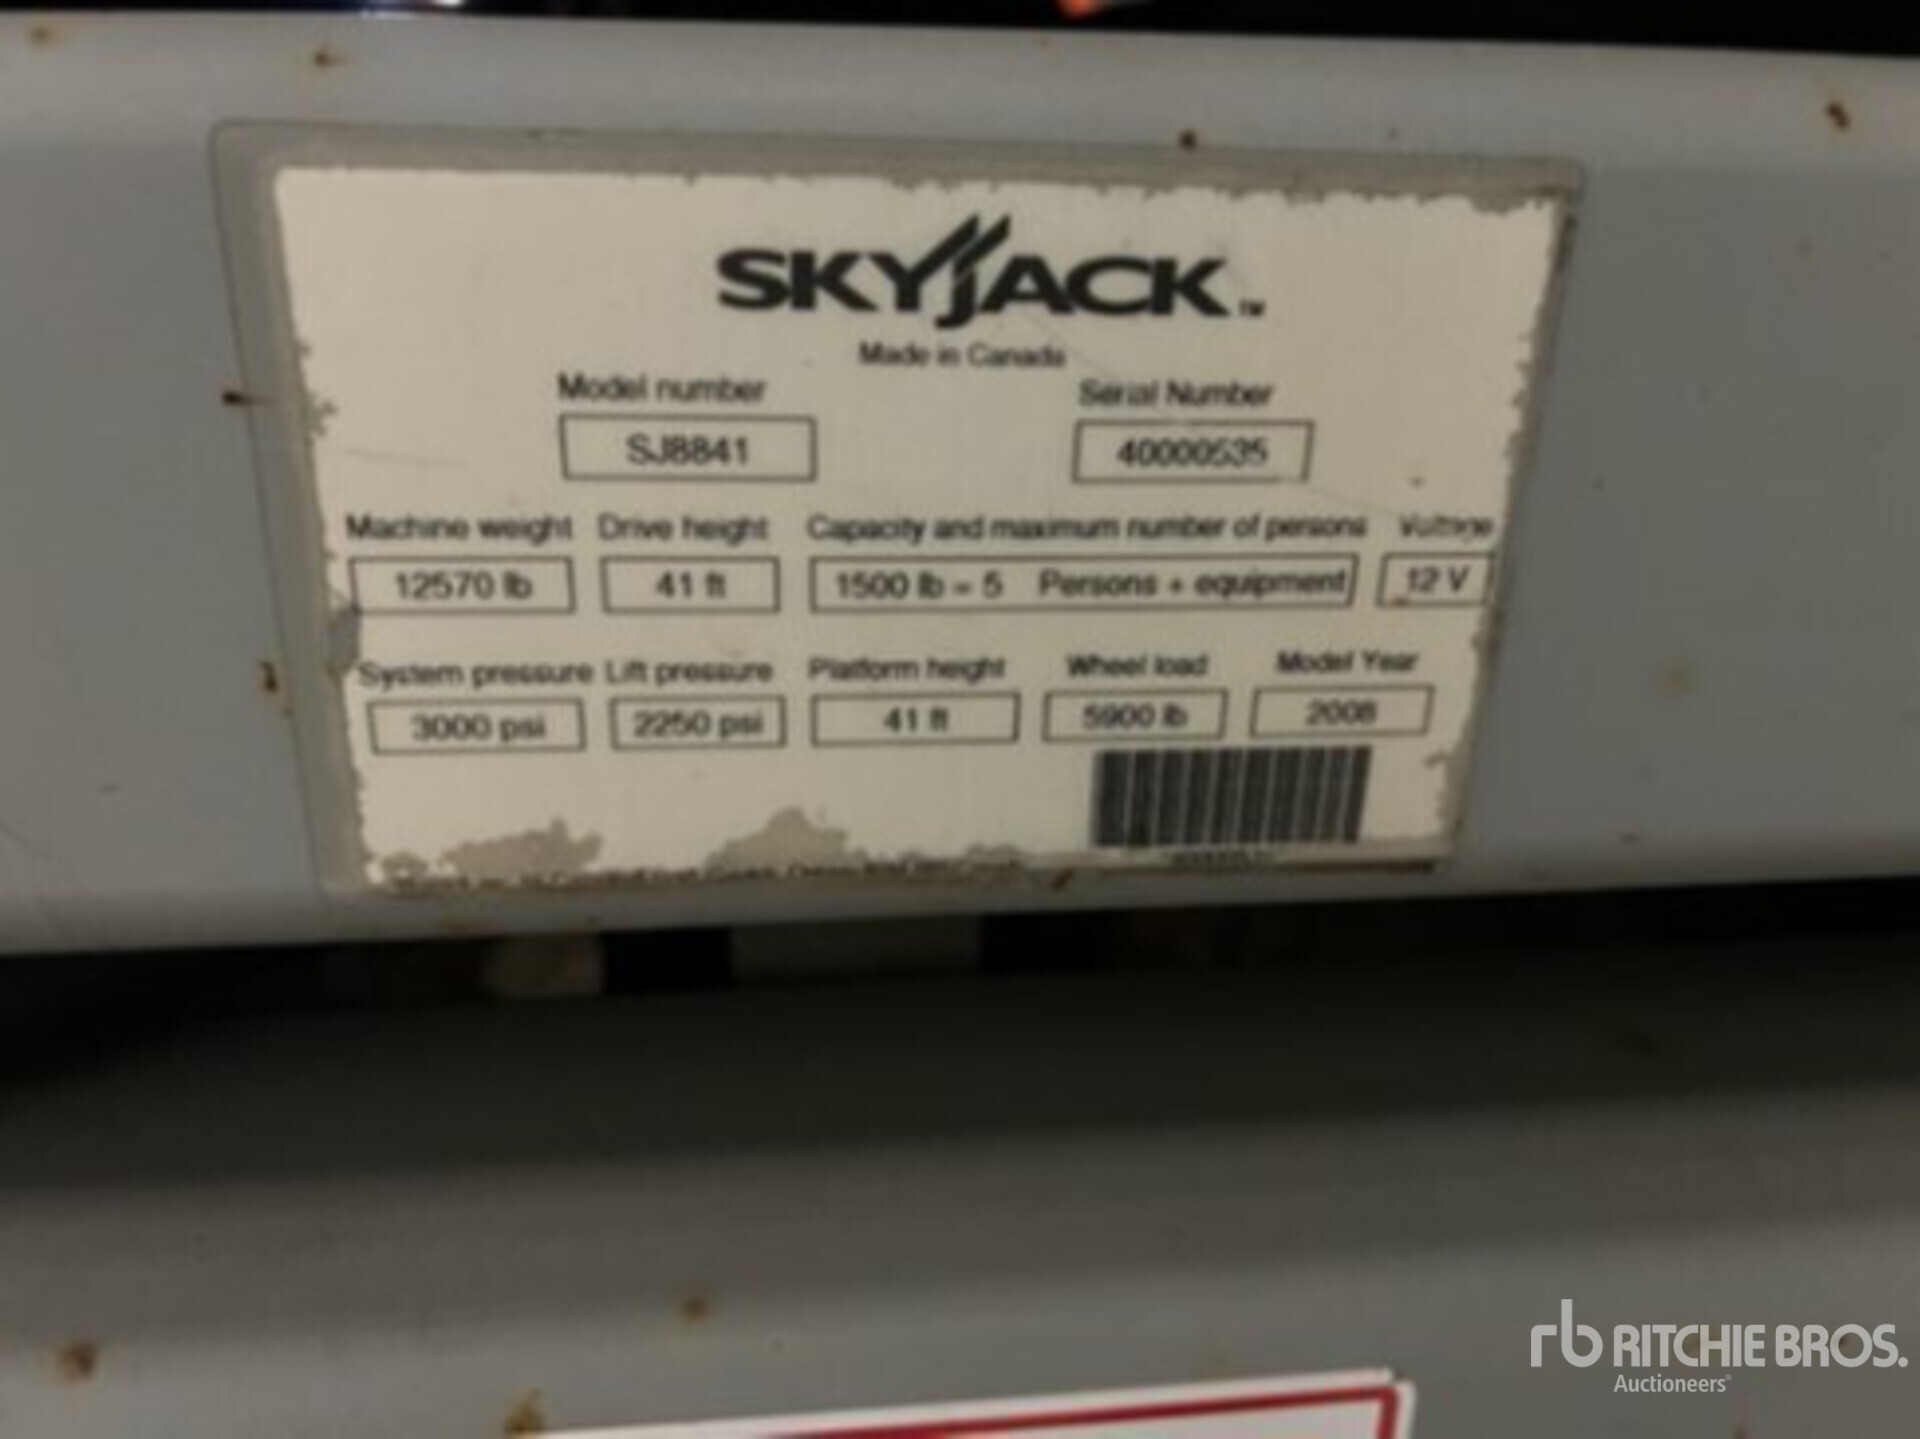 SKYJACK™
Made in Canada
Model number Serial Number
SJ8841 40000535
Machine weight Drive height Capacity and maximum number of persons Voltage
12570 lb 41 ft 1500 lb = 5 Persons + equipment 12 V
System pressure Lift pressure Platform height Wheel load Model Year
3000 psi 2250 psi 41 ft 5900 lb 2008
rb RITCHIE BROS.
Auctioneers